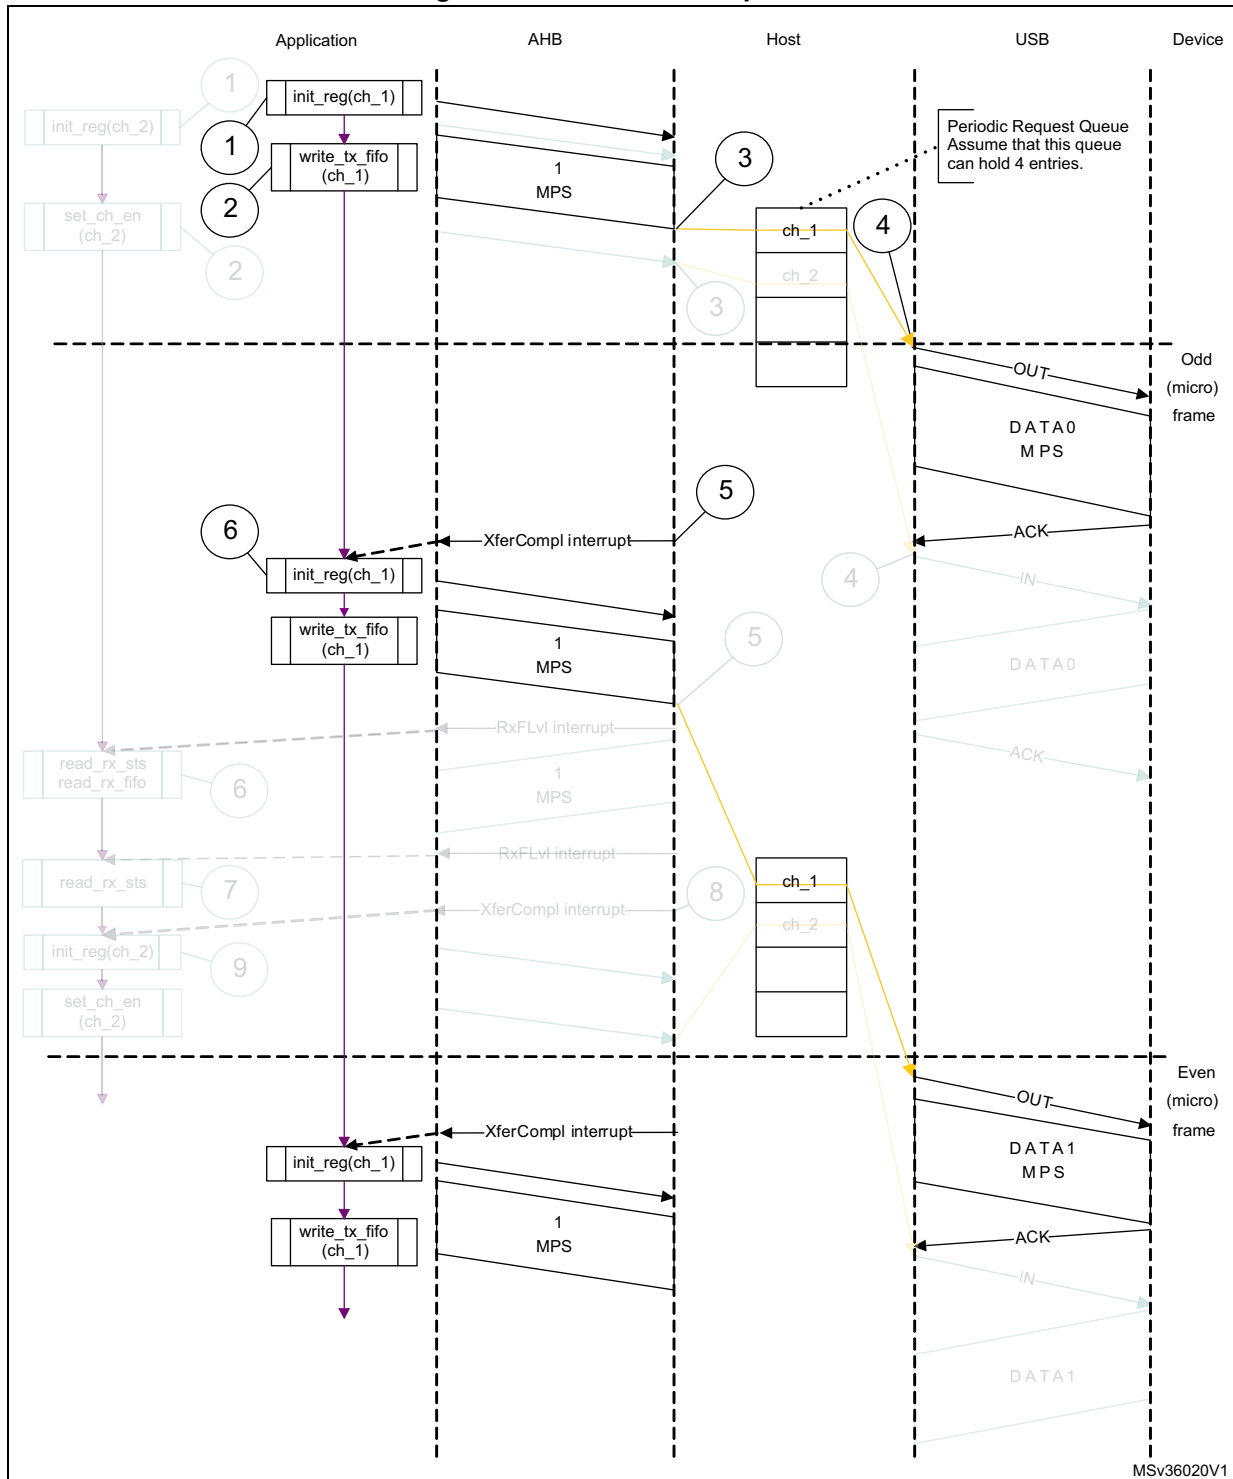 Application AHB Host USB Device
1
init_reg(ch_1)
init_reg(ch_2)
1
Periodic Request Queue
Assume that this queue
can hold 4 entries.
write_tx_fifo
(ch_1)
1
MPS
3
2
set_ch_en
(ch_2)
2
ch_1
4
ch_2
3
Odd
(micro)
frame
OUT
DATA0
MPS
5
6
ACK
XferCompl interrupt
init_reg(ch_1)
4
IN
write_tx_fifo
(ch_1)
1
MPS
5
DATA0
RxFLvl interrupt
ACK
read_rx_sts
read_rx_fifo
6
1
MPS
RxFLvl interrupt
read_rx_sts
7
8
ch_1
XferCompl interrupt
ch_2
init_reg(ch_2)
9
set_ch_en
(ch_2)
Even
(micro)
frame
OUT
XferCompl interrupt
DATA1
MPS
init_reg(ch_1)
write_tx_fifo
(ch_1)
1
MPS
ACK
IN
DATA1
MSv36020V1